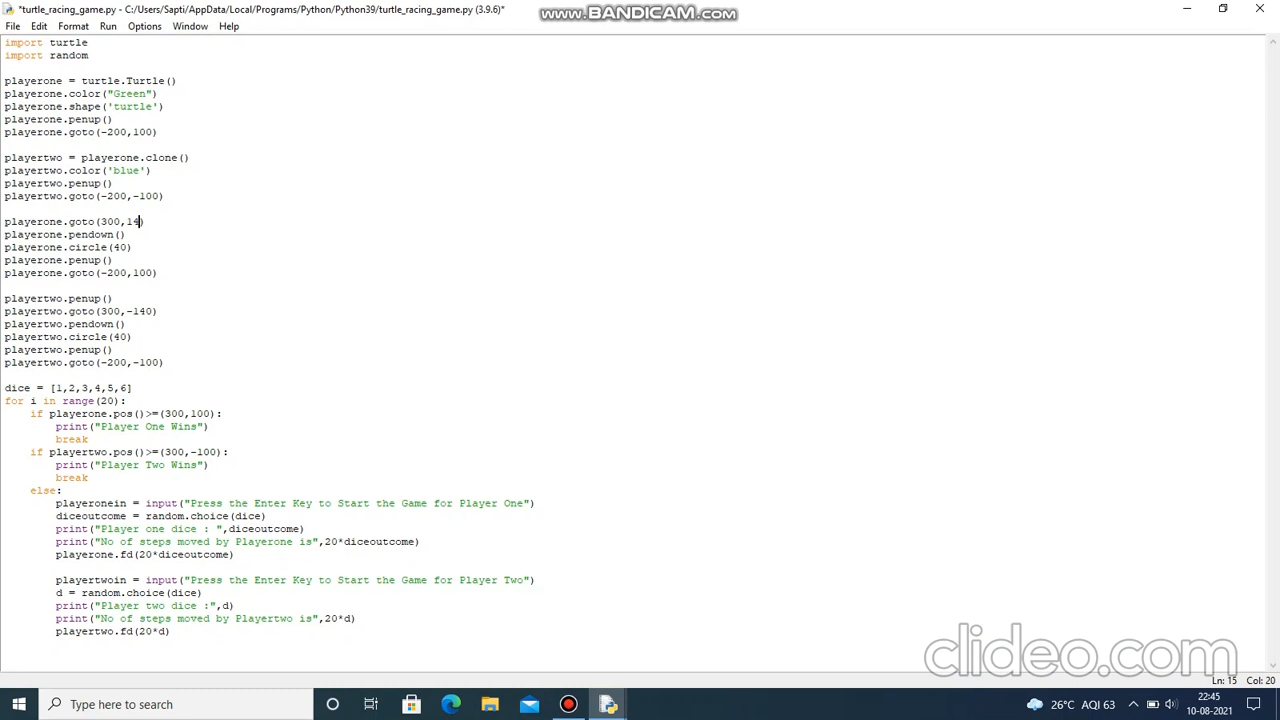 *turtle_racing_game.py - C:/Users/Sapti/AppData/Local/Programs/Python/Python39/turtle_racing_game.py (3.9.6)*
www.BANDICAM.com
File Edit Format Run Options Window Help
import turtle
import random
playerone = turtle.Turtle()
playerone.color("Green")
playerone.shape('turtle')
playerone.penup()
playerone.goto(-200,100)
playertwo = playerone.clone()
playertwo.color('blue')
playertwo.penup()
playertwo.goto(-200,-100)
playerone.goto(300,14)
playerone.pendown()
playerone.circle(40)
playerone.penup()
playerone.goto(-200,100)
playertwo.penup()
playertwo.goto(300,-140)
playertwo.pendown()
playertwo.circle(40)
playertwo.penup()
playertwo.goto(-200,-100)
dice = [1,2,3,4,5,6]
for i in range(20):
if playerone.pos()>=(300,100):
print("Player One Wins")
break
if playertwo.pos()>=(300,-100):
print("Player Two Wins")
break
else:
playeronein = input("Press the Enter Key to Start the Game for Player One")
diceoutcome = random.choice(dice)
print("Player one dice : ",diceoutcome)
print("No of steps moved by Playerone is",20*diceoutcome)
playerone.fd(20*diceoutcome)
playertwoin = input("Press the Enter Key to Start the Game for Player Two")
d = random.choice(dice)
print("Player two dice :",d)
print("No of steps moved by Playertwo is",20*d)
playertwo.fd(20*d)
clideo.com
Ln: 15 Col: 20
Type here to search
26°C AQI 63
22:45
10-08-2021